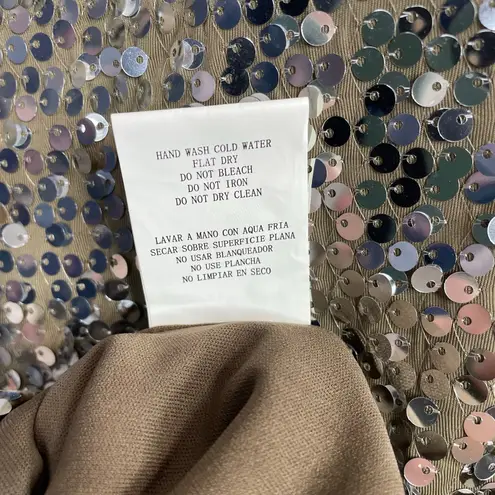 HAND WASH COLD WATER
FLAT DRY
DO NOT BLEACH
DO NOT IRON
DO NOT DRY CLEAN
LAVAR A MANO CON AQUA FRIA
SECAR SOBRE SUPERFICIE PLANA
NO USAR BLANQUEADOR
NO USE PLANCHA
NO LIMPIAR EN SECO